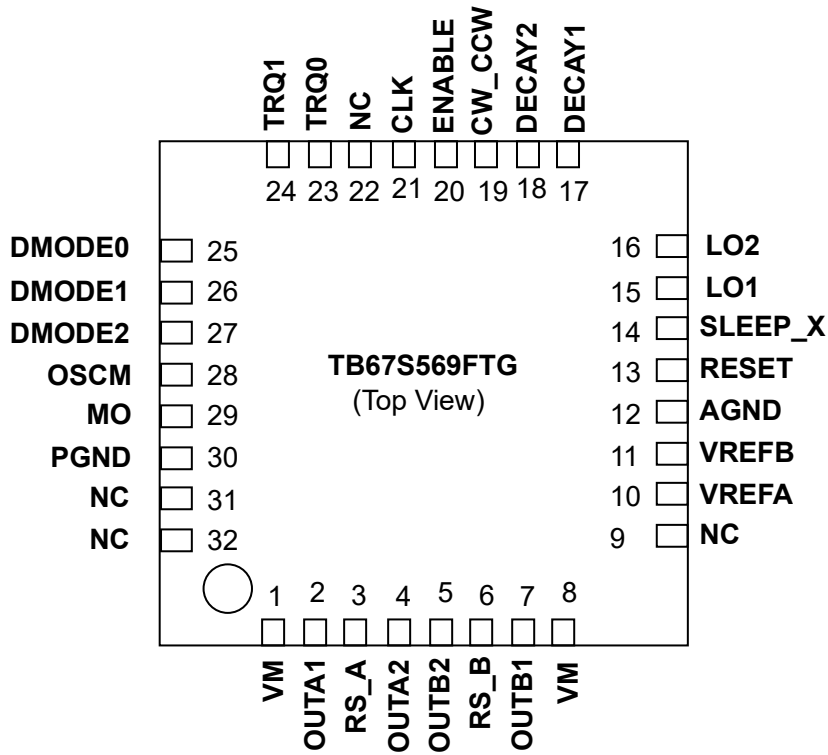 TRQ1
TRQ0
NC
CLK
ENABLE
CW_CCW
DECAY2
DECAY1
24 23 22 21 20 19 18 17
DMODE0 25
DMODE1 26
DMODE2 27
OSCM 28
MO 29
PGND 30
NC 31
NC 32
TB67S569FTG
(Top View)
16 LO2
15 LO1
14 SLEEP_X
13 RESET
12 AGND
11 VREFB
10 VREFA
9 NC
1 2 3 4 5 6 7 8
VM
OUTA1
RS_A
OUTA2
OUTB2
RS_B
OUTB1
VM